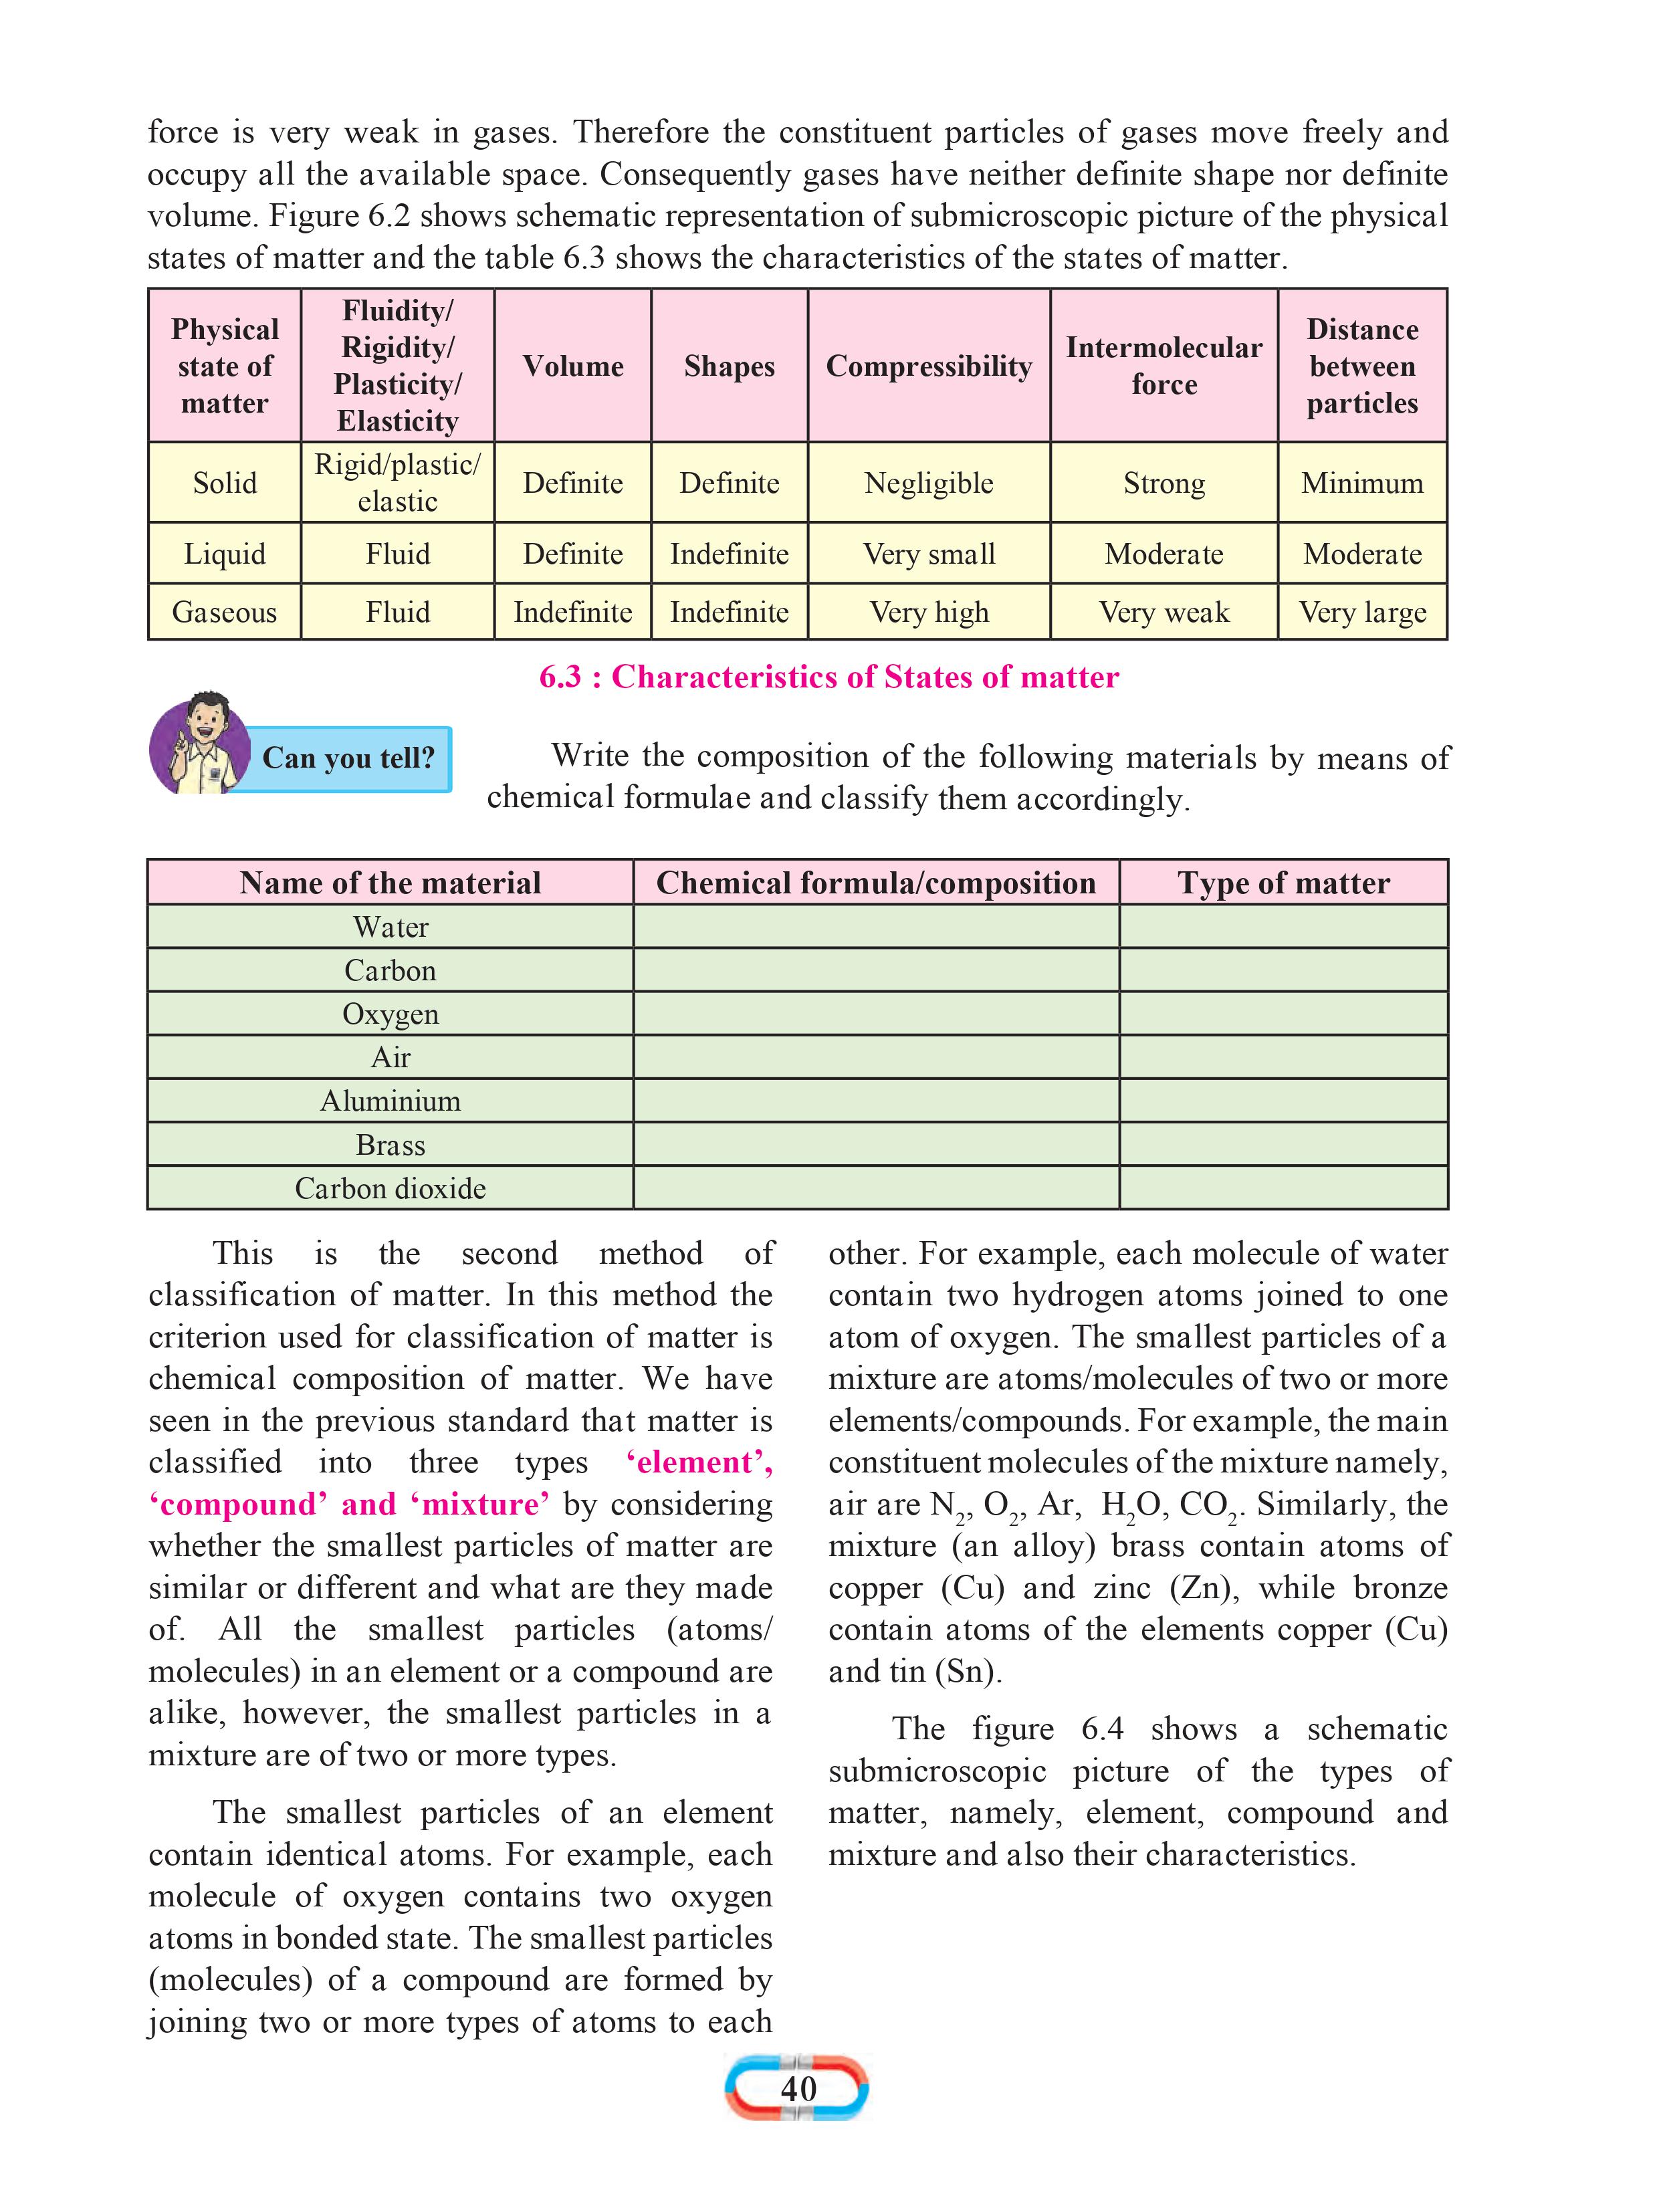 force is very weak in gases. Therefore the constituent particles of gases move freely and
occupy all the available space. Consequently gases have neither definite shape nor definite
volume. Figure 6.2 shows schematic representation of submicroscopic picture of the physical
states of matter and the table 6.3 shows the characteristics of the states of matter.
Physical state of matter | Fluidity/ Rigidity/ Plasticity/ Elasticity | Volume | Shapes | Compressibility | Intermolecular force | Distance between particles
Solid | Rigid/plastic/ elastic | Definite | Definite | Negligible | Strong | Minimum
Liquid | Fluid | Definite | Indefinite | Very small | Moderate | Moderate
Gaseous | Fluid | Indefinite | Indefinite | Very high | Very weak | Very large
6.3 : Characteristics of States of matter
Can you tell?
Write the composition of the following materials by means of
chemical formulae and classify them accordingly.
Name of the material | Chemical formula/composition | Type of matter
Water
Carbon
Oxygen
Air
Aluminium
Brass
Carbon dioxide
This is the second method of
classification of matter. In this method the
criterion used for classification of matter is
chemical composition of matter. We have
seen in the previous standard that matter is
classified into three types ‘element’,
‘compound’ and ‘mixture’ by considering
whether the smallest particles of matter are
similar or different and what are they made
of. All the smallest particles (atoms/
molecules) in an element or a compound are
alike, however, the smallest particles in a
mixture are of two or more types.
The smallest particles of an element
contain identical atoms. For example, each
molecule of oxygen contains two oxygen
atoms in bonded state. The smallest particles
(molecules) of a compound are formed by
joining two or more types of atoms to each
other. For example, each molecule of water
contain two hydrogen atoms joined to one
atom of oxygen. The smallest particles of a
mixture are atoms/molecules of two or more
elements/compounds. For example, the main
constituent molecules of the mixture namely,
air are N₂, O₂, Ar, H₂O, CO₂. Similarly, the
mixture (an alloy) brass contain atoms of
copper (Cu) and zinc (Zn), while bronze
contain atoms of the elements copper (Cu)
and tin (Sn).
The figure 6.4 shows a schematic
submicroscopic picture of the types of
matter, namely, element, compound and
mixture and also their characteristics.
40